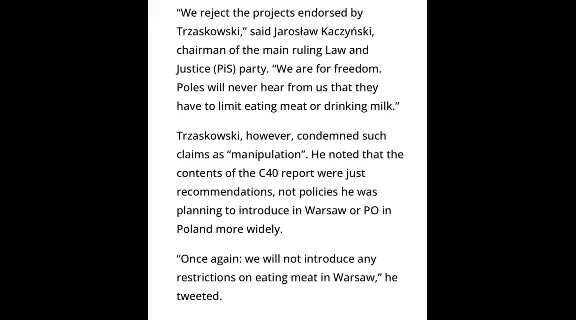 “We reject the projects endorsed by
Trzaskowski,” said Jarosław Kaczyński,
chairman of the main ruling Law and
Justice (PiS) party. “We are for freedom.
Poles will never hear from us that they
have to limit eating meat or drinking milk.”
Trzaskowski, however, condemned such
claims as “manipulation”. He noted that the
contents of the C40 report were just
recommendations, not policies he was
planning to introduce in Warsaw or PO in
Poland more widely.
“Once again: we will not introduce any
restrictions on eating meat in Warsaw,” he
tweeted.